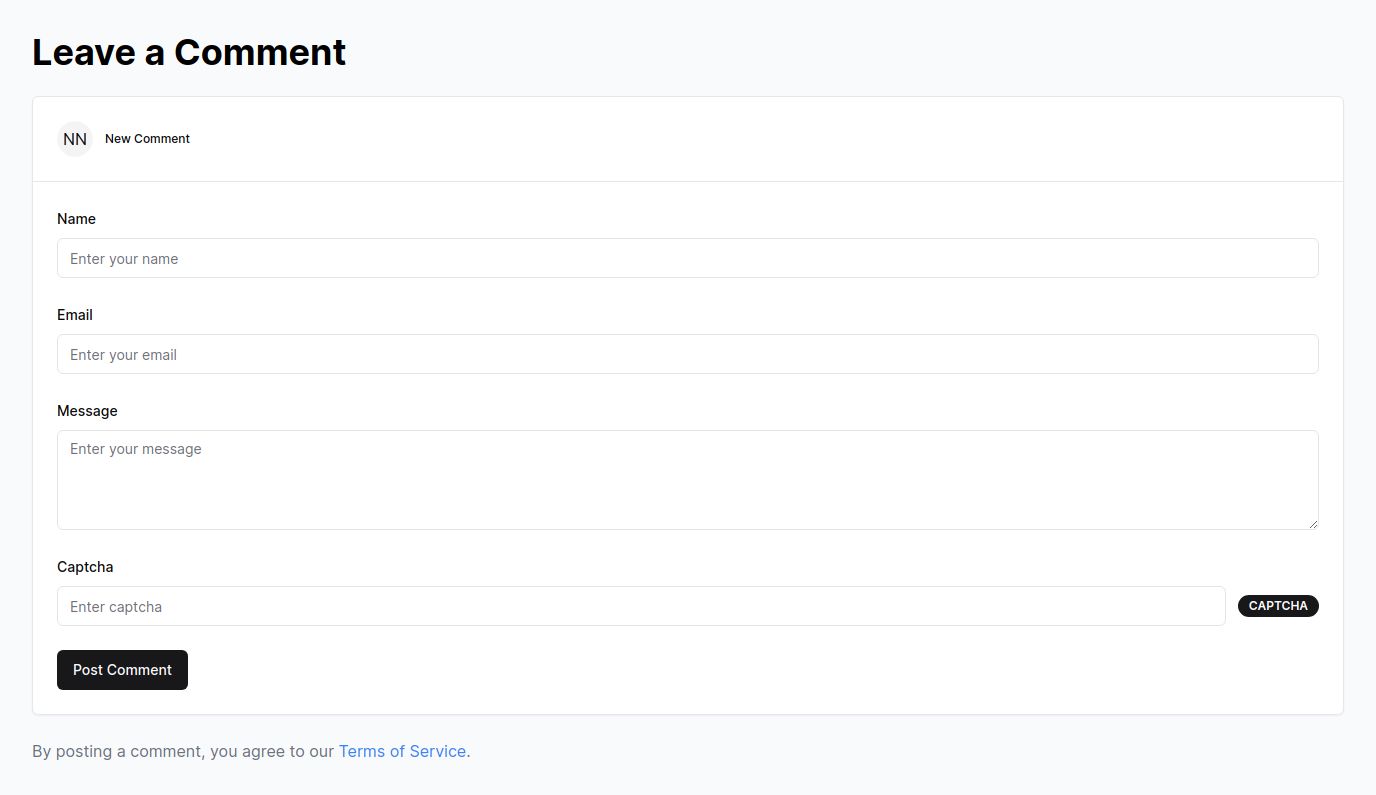 Leave a Comment
NN New Comment
Name
Enter your name
Email
Enter your email
Message
Enter your message
Captcha
Enter captcha CAPTCHA
Post Comment
By posting a comment, you agree to our Terms of Service.